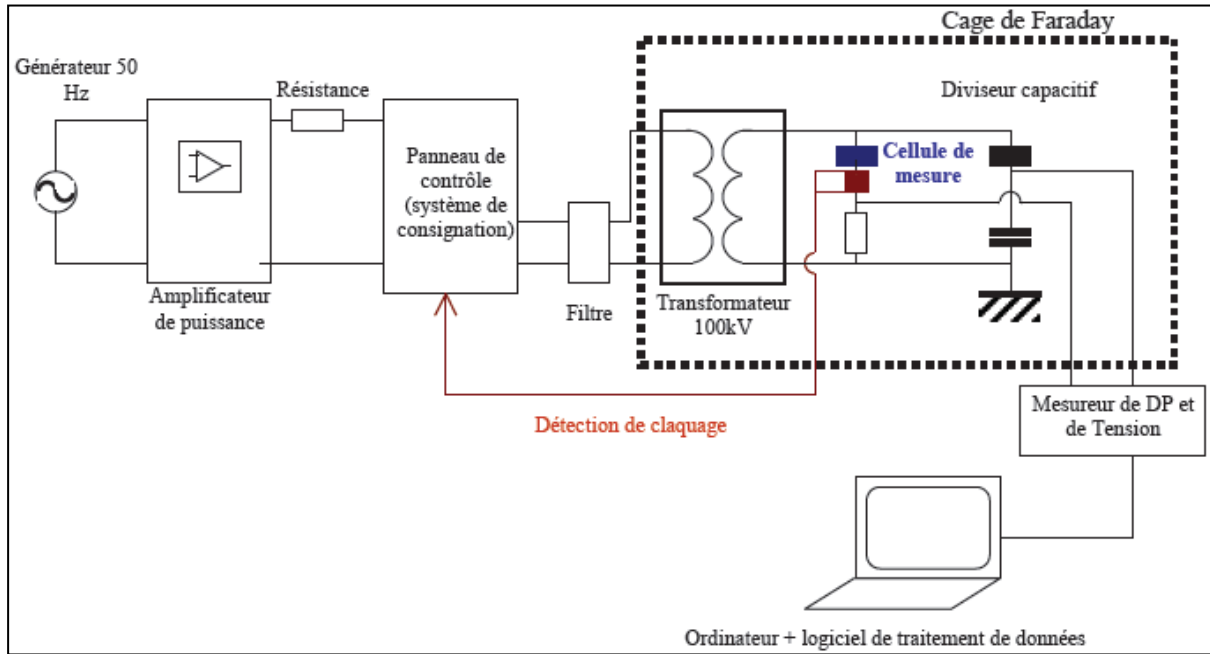 Cage de Faraday
Générateur 50
Hz
Résistance
Diviseur capacitif
Panneau de
contrôle
(système de
consignation)
Cellule de
mesure
Amplificateur
de puissance
Filtre
Transformateur
100kV
Détection de claquage
Mesureur de DP et
de Tension
Ordinateur + logiciel de traitement de données